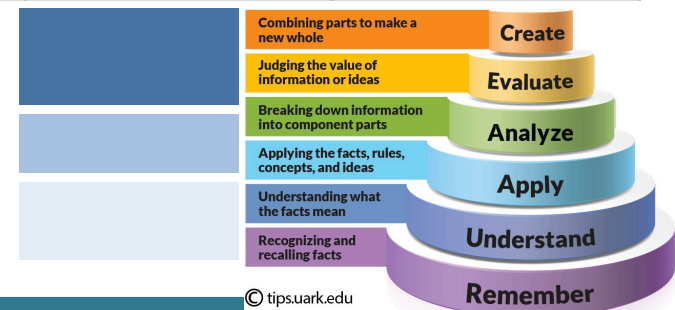 Combining parts to make a
new whole
Create
Judging the value of
information or ideas
Evaluate
Breaking down information
into component parts
Analyze
Applying the facts, rules,
concepts, and ideas
Apply
Understanding what
the facts mean
Understand
Recognizing and
recalling facts
Remember
© tips.uark.edu